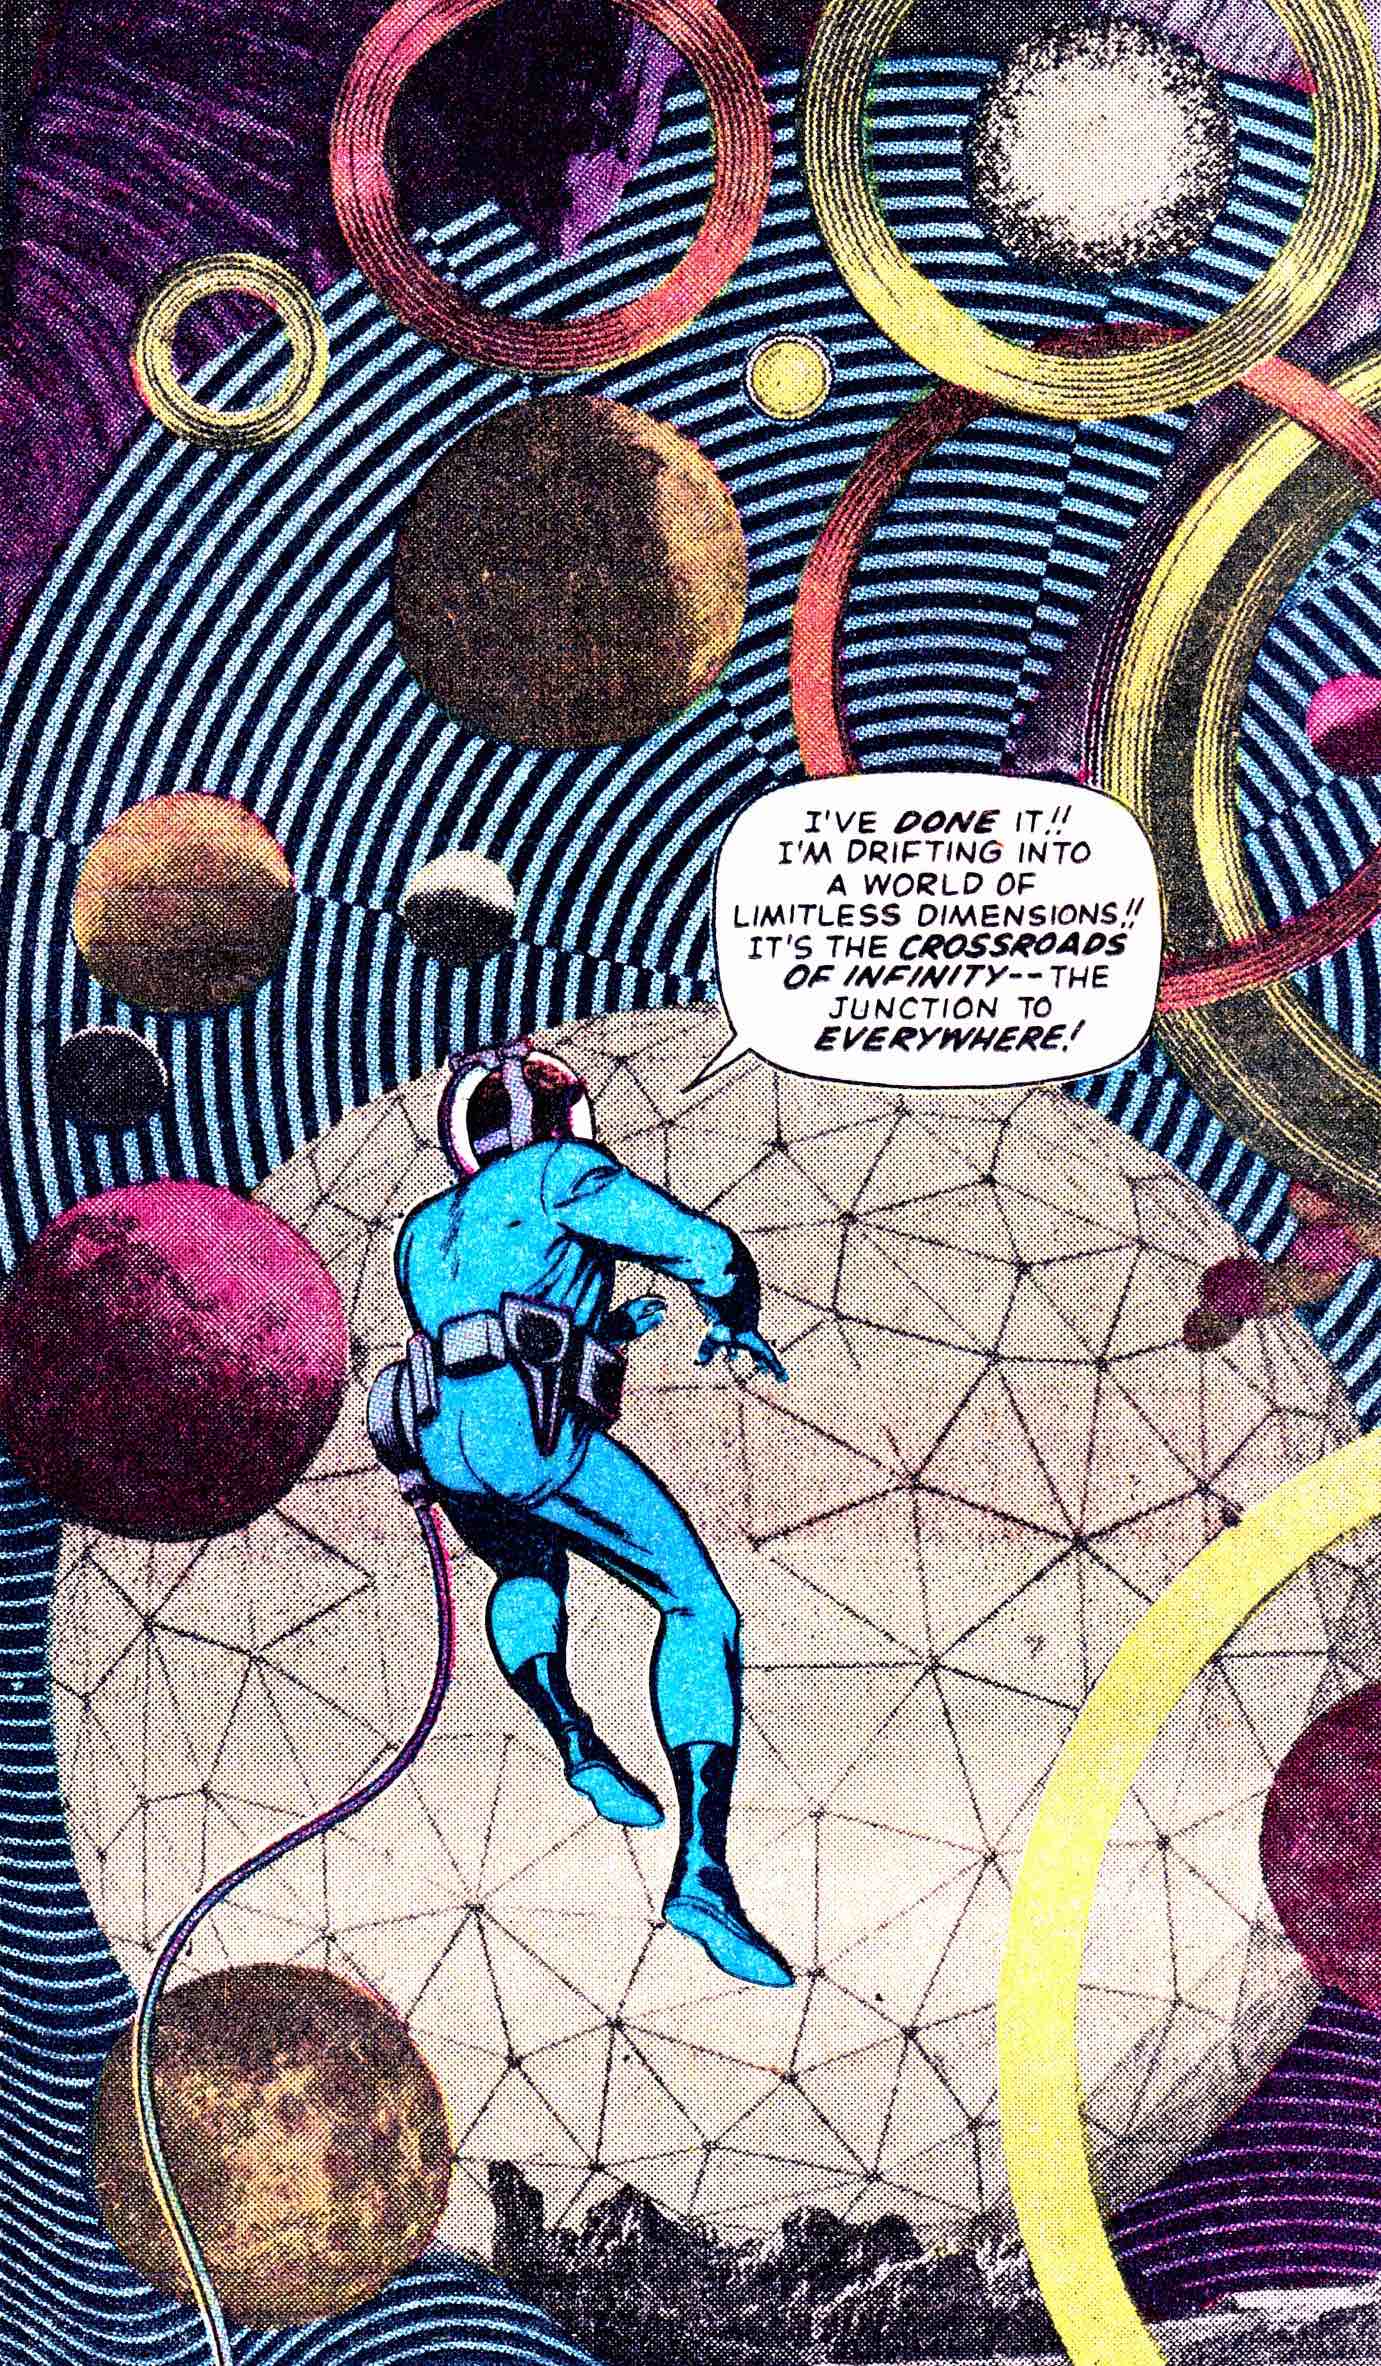 I'VE DONE IT!!
I'M DRIFTING INTO
A WORLD OF
LIMITLESS DIMENSIONS!!
IT'S THE CROSSROADS
OF INFINITY--THE
JUNCTION TO
EVERYWHERE!